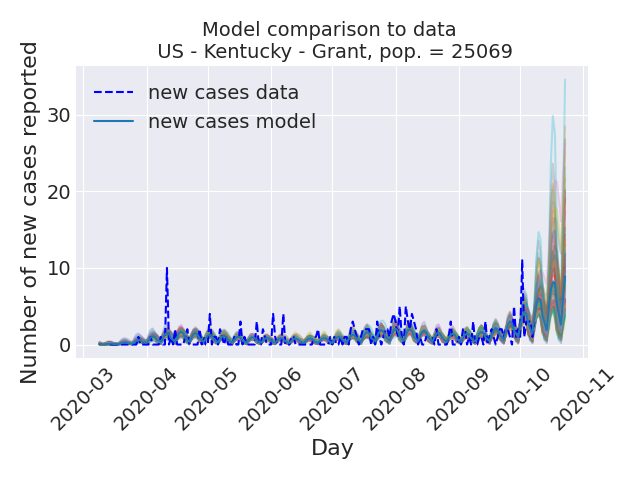 Model comparison to data
US - Kentucky - Grant, pop. = 25069
Number of new cases reported
new cases data
new cases model
30
20
10
0
2020-03
2020-04
2020-05
2020-06
2020-07
2020-08
2020-09
2020-10
2020-11
Day